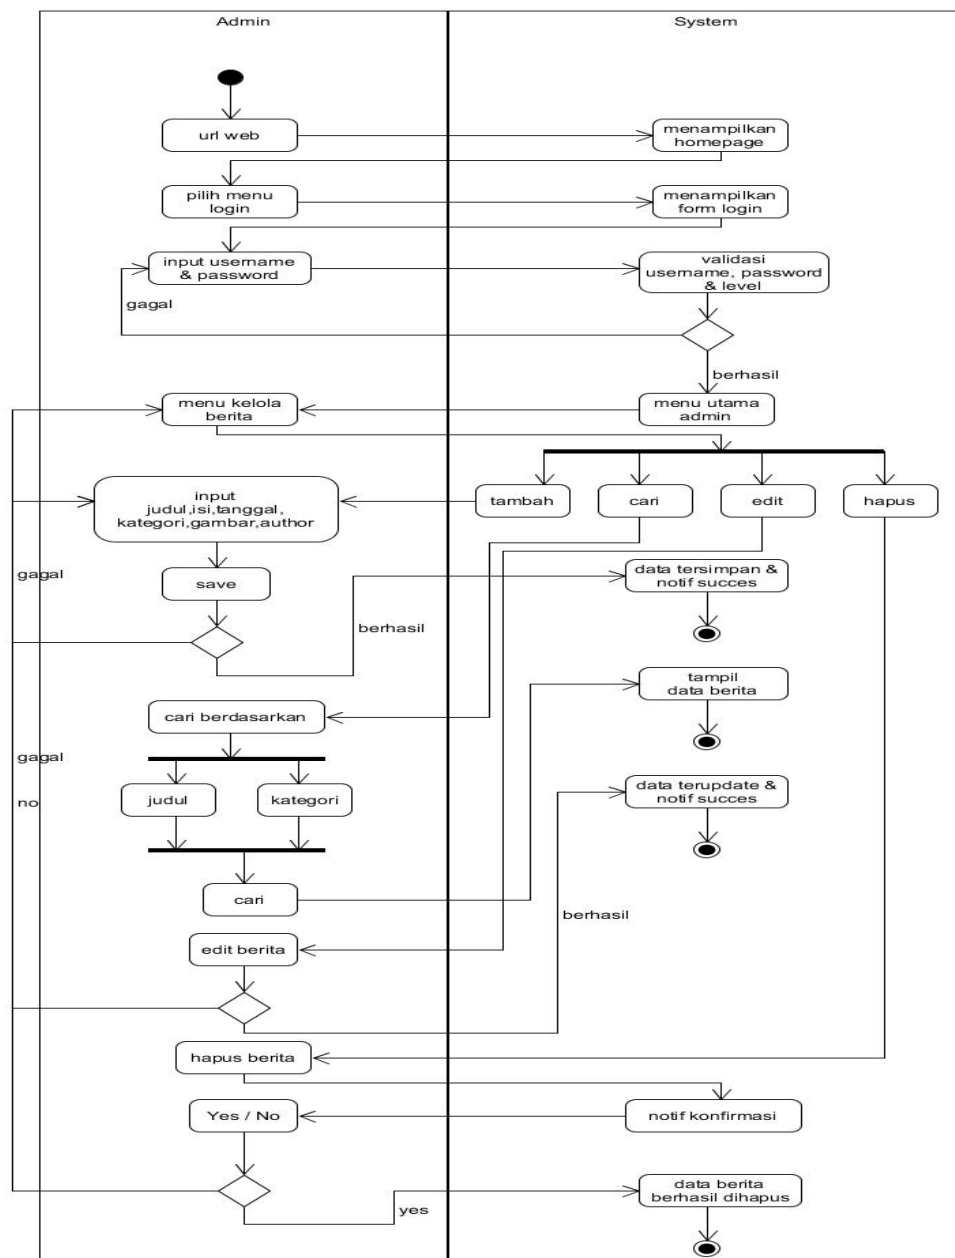 Admin
System
url web
menampilkan
homepage
pilih menu
login
menampilkan
form login
input username
& password
validasi
username, password
& level
gagal
berhasil
menu kelola
berita
menu utama
admin
input
judul,isi,tanggal,
kategori,gambar,author
tambah
cari
edit
hapus
gagal
save
data tersimpan &
notif succes
berhasil
tampil
data berita
cari berdasarkan
gagal
no
judul
kategori
data terupdate &
notif succes
cari
berhasil
edit berita
hapus berita
Yes / No
notif konfirmasi
data berita
berhasil dihapus
yes